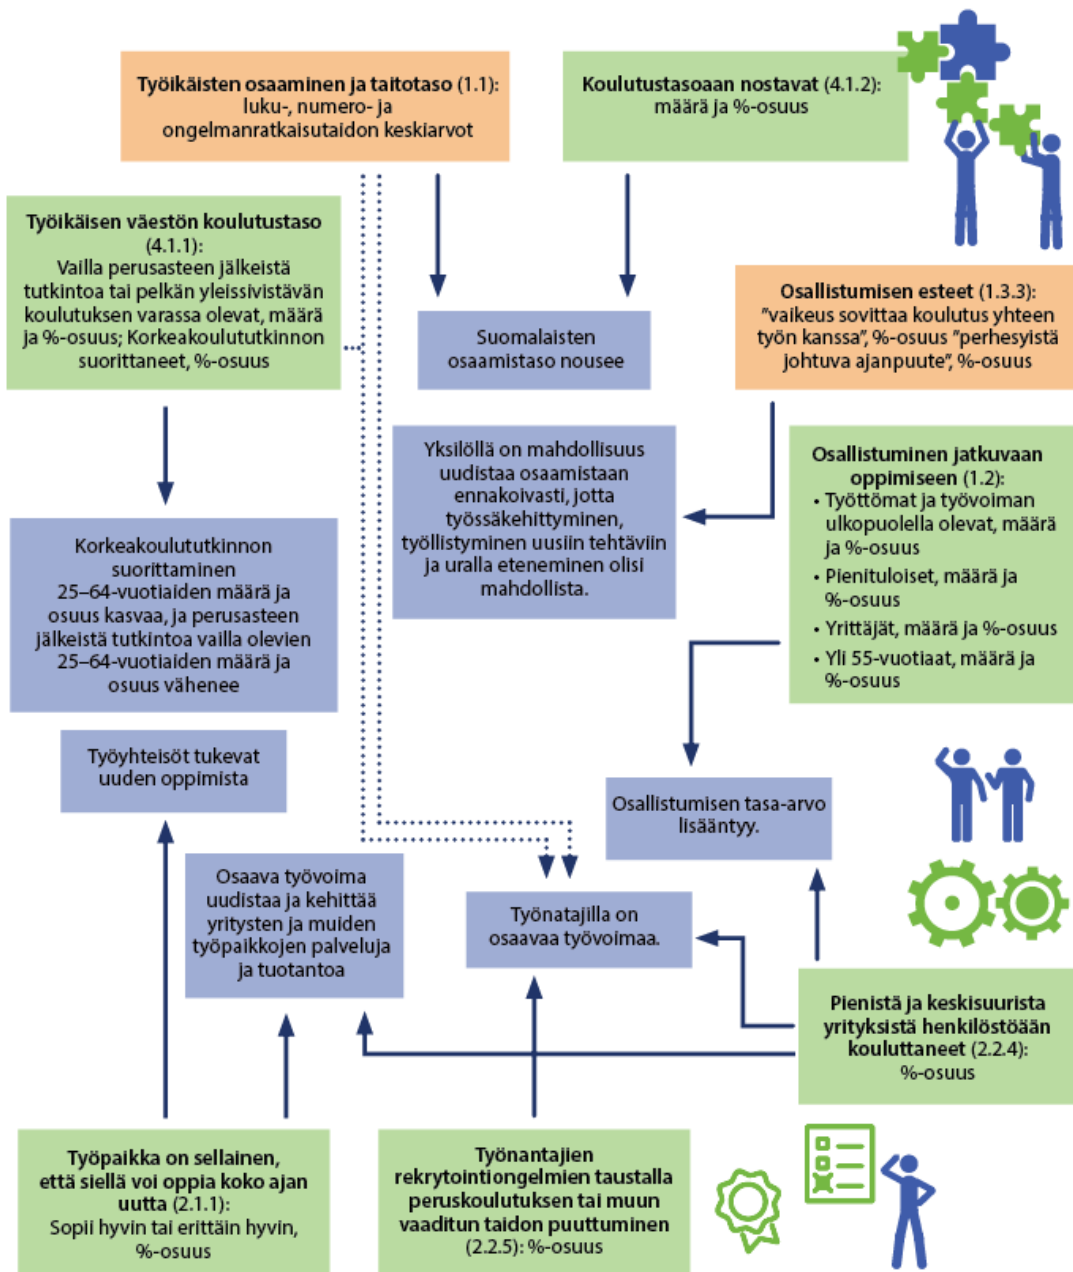 Työikäisten osaaminen ja taitotaso (1.1):
luku-, numero- ja
ongelmanratkaisutaidon keskiarvot
Koulutustasoaan nostavat (4.1.2):
määrä ja %-osuus
Työikäisen väestön koulutustaso
(4.1.1):
Vailla perusasteen jälkeistä
tutkintoa tai pelkän yleissivistävän
koulutuksen varassa olevat, määrä
ja %-osuus; Korkeakoulututkinnon
suorittaneet, %-osuus
Osallistumisen esteet (1.3.3):
”vaikeus sovittaa koulutus yhteen
työn kanssa”, %-osuus ”perhesyistä
johtuva ajanpuute”, %-osuus
Suomalaisten
osaamistaso nousee
Yksilöllä on mahdollisuus
uudistaa osaamistaan
ennakoivasti, jotta
työssäkehittyminen,
työllistyminen uusiin tehtäviin
ja uralla eteneminen olisi
mahdollista.
Osallistuminen jatkuvaan
oppimiseen (1.2):
• Työttömat ja työvoiman
ulkopuolella olevat, määrä
ja %-osuus
• Pienituloiset, määrä ja
%-osuus
• Yrittäjät, määrä ja %-osuus
• Yli 55-vuotiaat, määrä ja
%-osuus
Korkeakoulututkinnon
suorittaminen
25–64-vuotiaiden määrä ja
osuus kasvaa, ja perusasteen
jälkeistä tutkintoa vailla olevien
25–64-vuotiaiden määrä ja
osuus vähenee
Työyhteisöt tukevat
uuden oppimista
Osallistumisen tasa-arvo
lisääntyy.
Osaava työvoima
uudistaa ja kehittää
yritysten ja muiden
työpaikkojen palveluja
ja tuotantoa
Työnatajilla on
osaavaa työvoimaa.
Pienistä ja keskisuurista
yrityksistä henkilöstöään
kouluttaneet (2.2.4):
%-osuus
Työpaikka on sellainen,
että siellä voi oppia koko ajan
uutta (2.1.1):
Sopii hyvin tai erittäin hyvin,
%-osuus
Työnantajien
rekrytointiongelmien taustalla
peruskoulutuksen tai muun
vaaditun taidon puuttuminen
(2.2.5): %-osuus